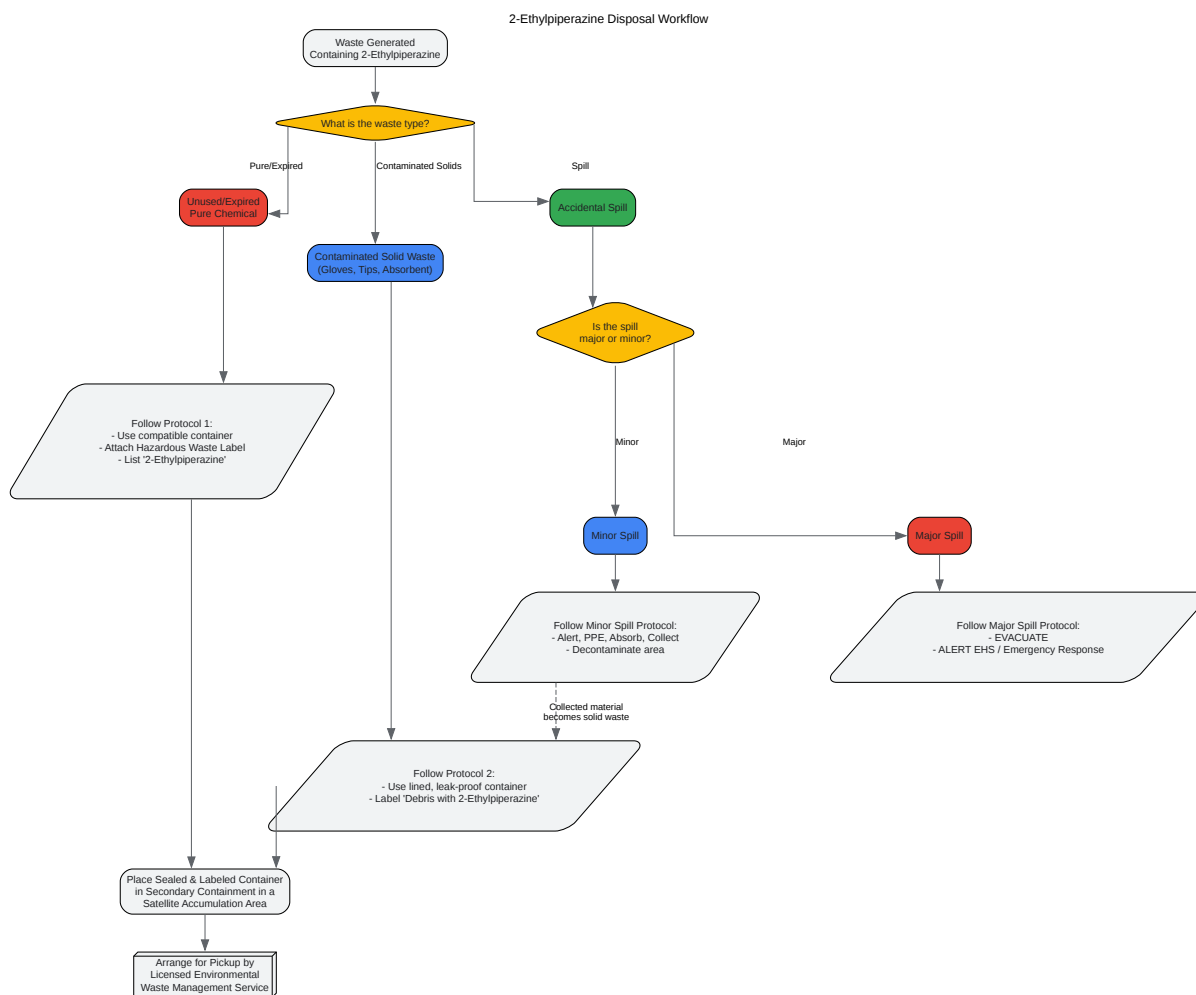 2-Ethylpiperazine Disposal Workflow
Waste Generated
Containing 2-Ethylpiperazine
What is the waste type?
Pure/Expired
Contaminated Solids
Spill
Unused/Expired
Pure Chemical
Accidental Spill
Contaminated Solid Waste
(Gloves, Tips, Absorbent)
Is the spill
major or minor?
Follow Protocol 1:
- Use compatible container
- Attach Hazardous Waste Label
- List '2-Ethylpiperazine'
Minor
Major
Minor Spill
Major Spill
Follow Minor Spill Protocol:
- Alert, PPE, Absorb, Collect
- Decontaminate area
Follow Major Spill Protocol:
- EVACUATE
- ALERT EHS / Emergency Response
Collected material
becomes solid waste
Follow Protocol 2:
- Use lined, leak-proof container
- Label 'Debris with 2-Ethylpiperazine'
Place Sealed & Labeled Container
in Secondary Containment in a
Satellite Accumulation Area
Arrange for Pickup by
Licensed Environmental
Waste Management Service